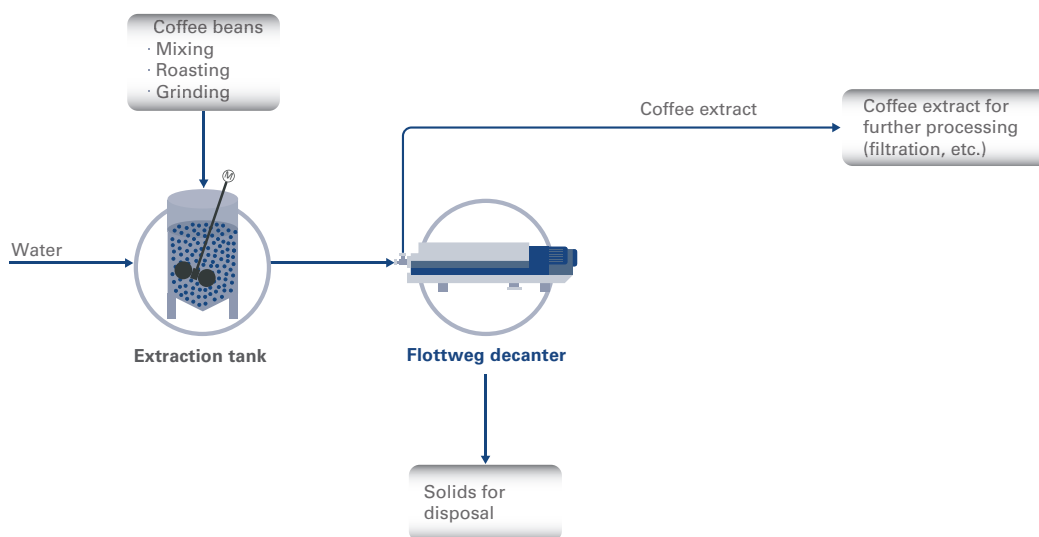 Coffee beans
· Mixing
· Roasting
· Grinding
Coffee extract
Coffee extract for
further processing
(filtration, etc.)
M
Water
Extraction tank
Flottweg decanter
Solids for
disposal